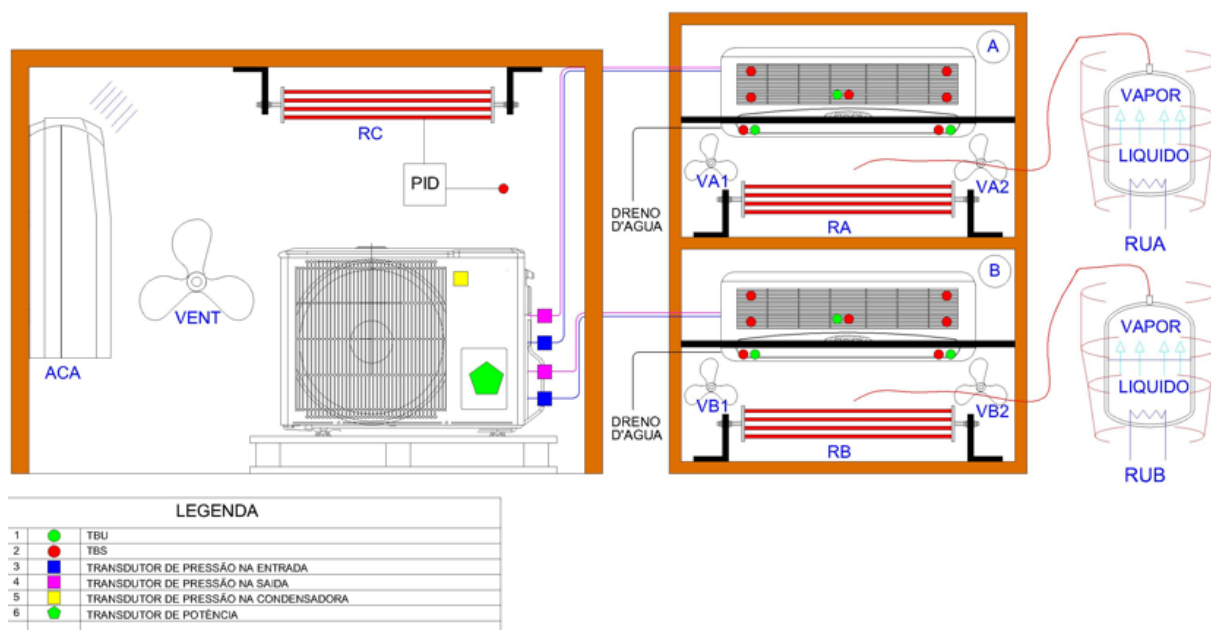 A
VAPOR
LIQUIDO
RUA
RC
PID
VA1
VA2
DRENO
D'AGUA
RA
ACA
VENT
B
VAPOR
LIQUIDO
RUB
VB1
VB2
DRENO
D'AGUA
RB
LEGENDA
1 TBU
2 TBS
3 TRANSDUTOR DE PRESSÃO NA ENTRADA
4 TRANSDUTOR DE PRESSÃO NA SAIDA
5 TRANSDUTOR DE PRESSÃO NA CONDENSADORA
6 TRANSDUTOR DE POTÊNCIA